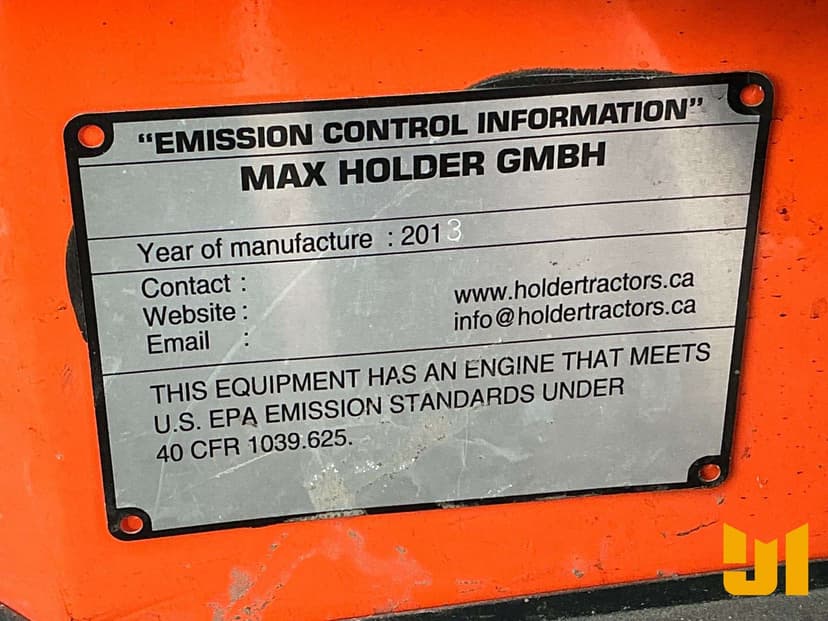 "EMISSION CONTROL INFORMATION"
MAX HOLDER GMBH
Year of manufacture : 2013
Contact :
Website : www.holdertractors.ca
Email : info@holdertractors.ca
THIS EQUIPMENT HAS AN ENGINE THAT MEETS
U.S. EPA EMISSION STANDARDS UNDER
40 CFR 1039.625.